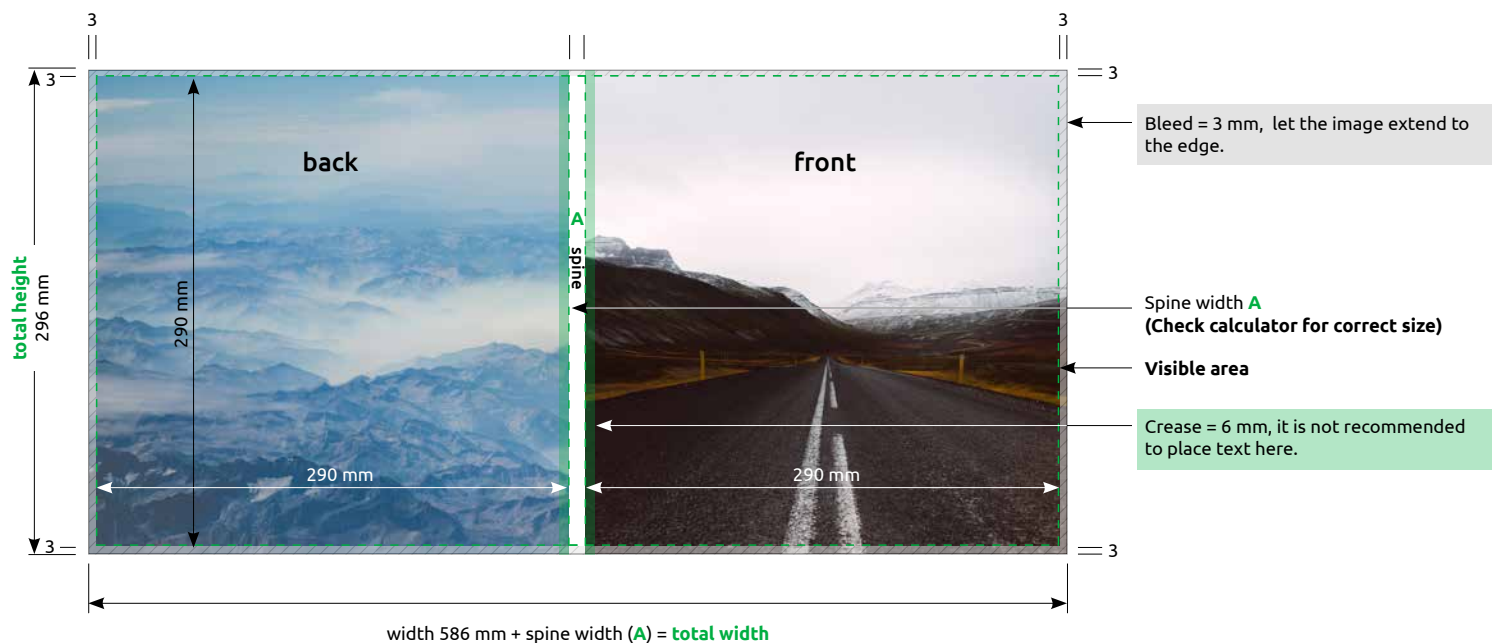 3
3
3
3
back
front
Bleed = 3 mm, let the image extend to
the edge.
A
spine
total height
296 mm
290 mm
Spine width A
(Check calculator for correct size)
Visible area
Crease = 6 mm, it is not recommended
to place text here.
290 mm
290 mm
3
3
width 586 mm + spine width (A) = total width